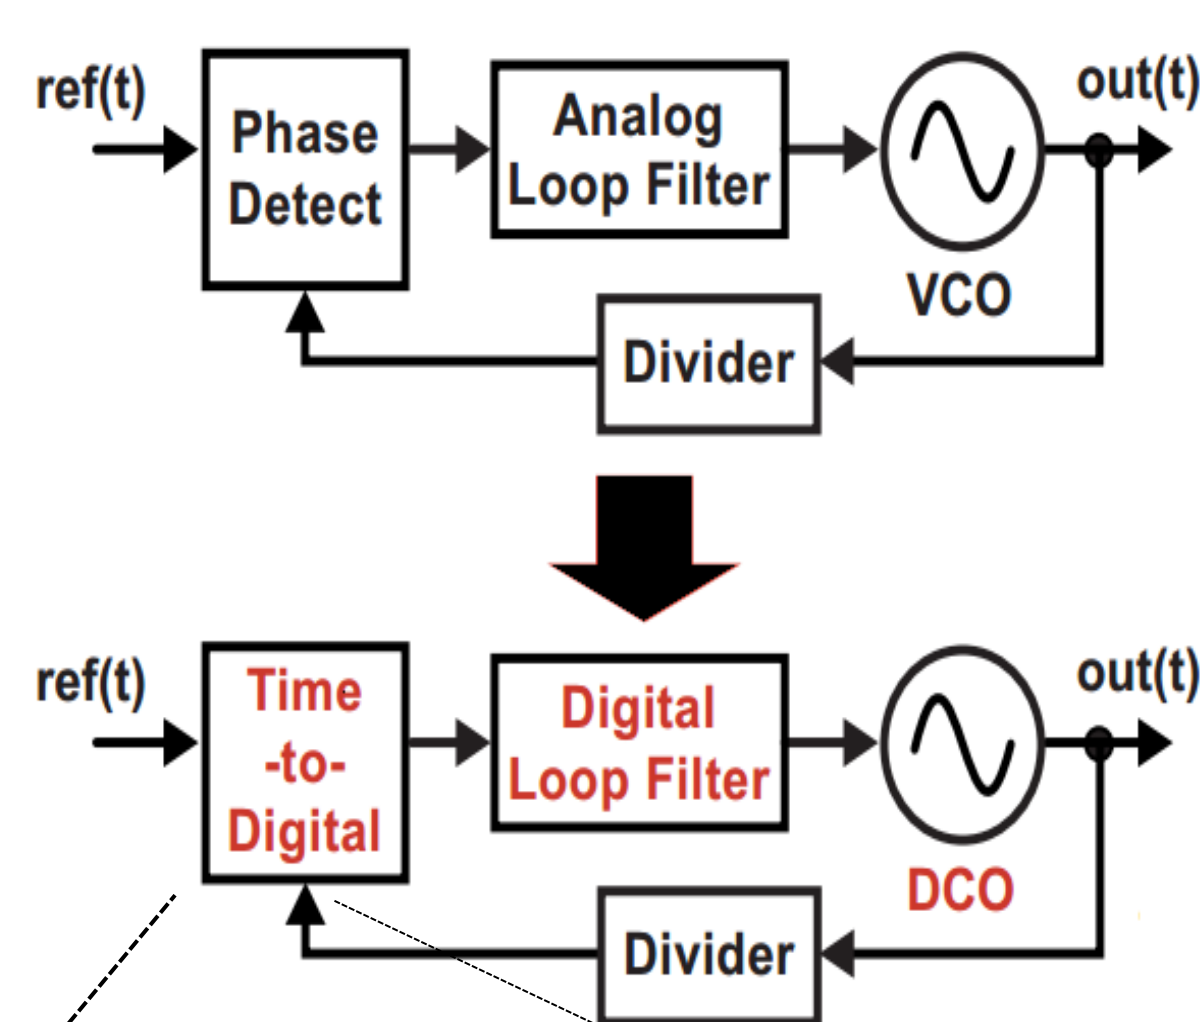 ref(t)
Phase
Detect
Analog
Loop Filter
out(t)
VCO
Divider
ref(t)
Time
-to-
Digital
Digital
Loop Filter
out(t)
DCO
Divider